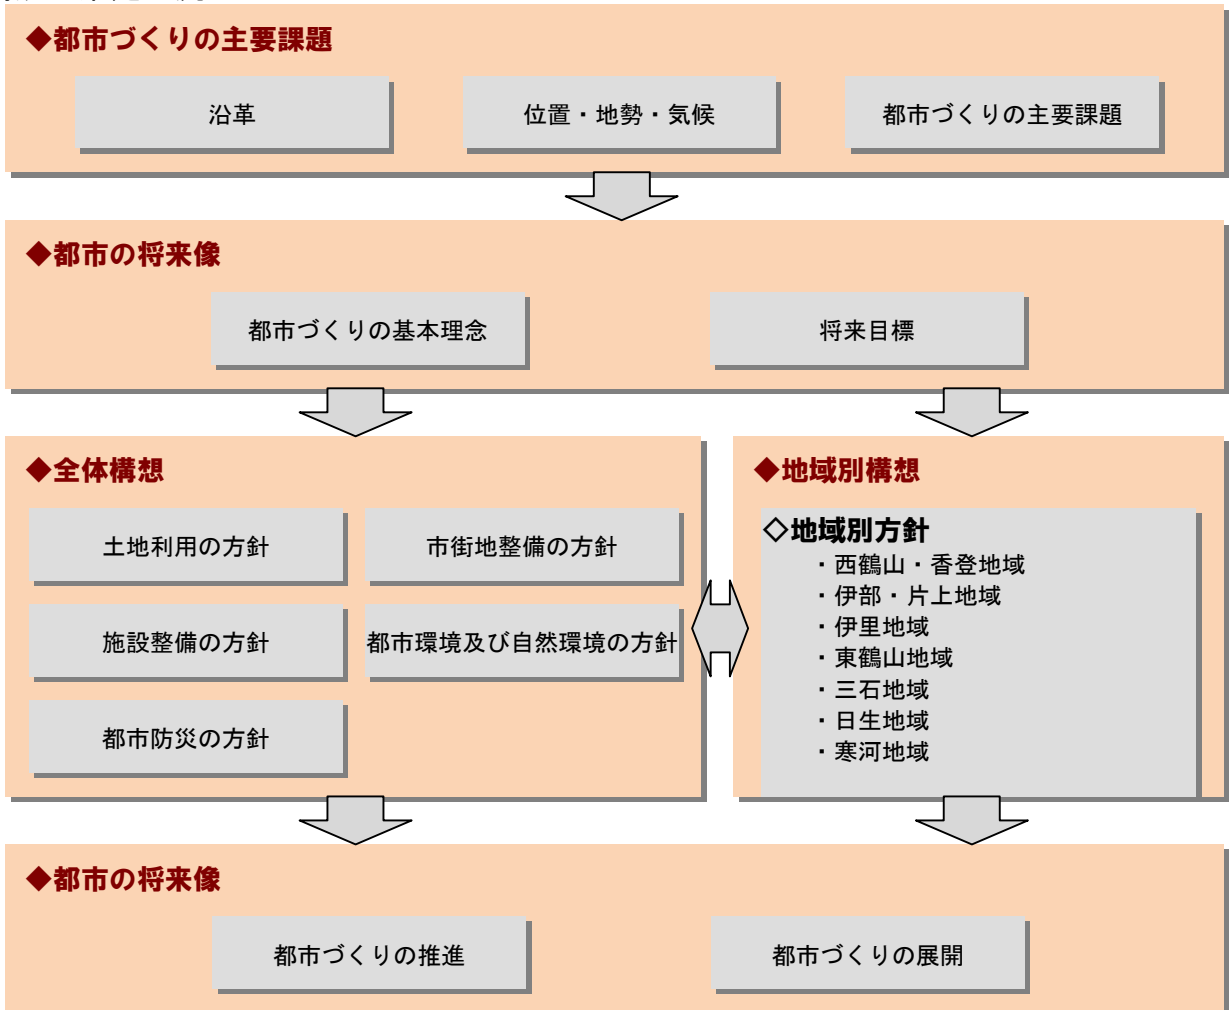 ◆都市づくりの主要課題
沿革
位置・地勢・気候
都市づくりの主要課題
◆都市の将来像
都市づくりの基本理念
将来目標
◆全体構想
土地利用の方針
市街地整備の方針
施設整備の方針
都市環境及び自然環境の方針
都市防災の方針
◆地域別構想
◇地域別方針
・西鶴山・香登地域
・伊部・片上地域
・伊里地域
・東鶴山地域
・三石地域
・日生地域
・寒河地域
◆都市の将来像
都市づくりの推進
都市づくりの展開